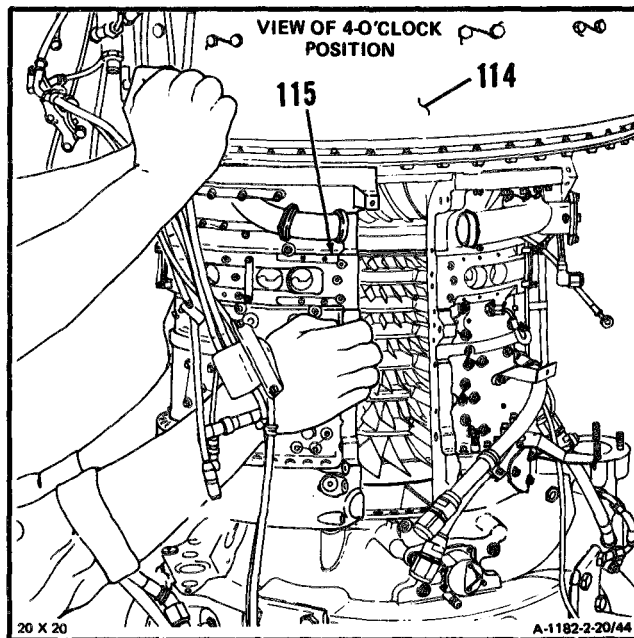 VIEW OF 4-O'CLOCK
POSITION
115
114
20 X 20
A-1182-2-20/44